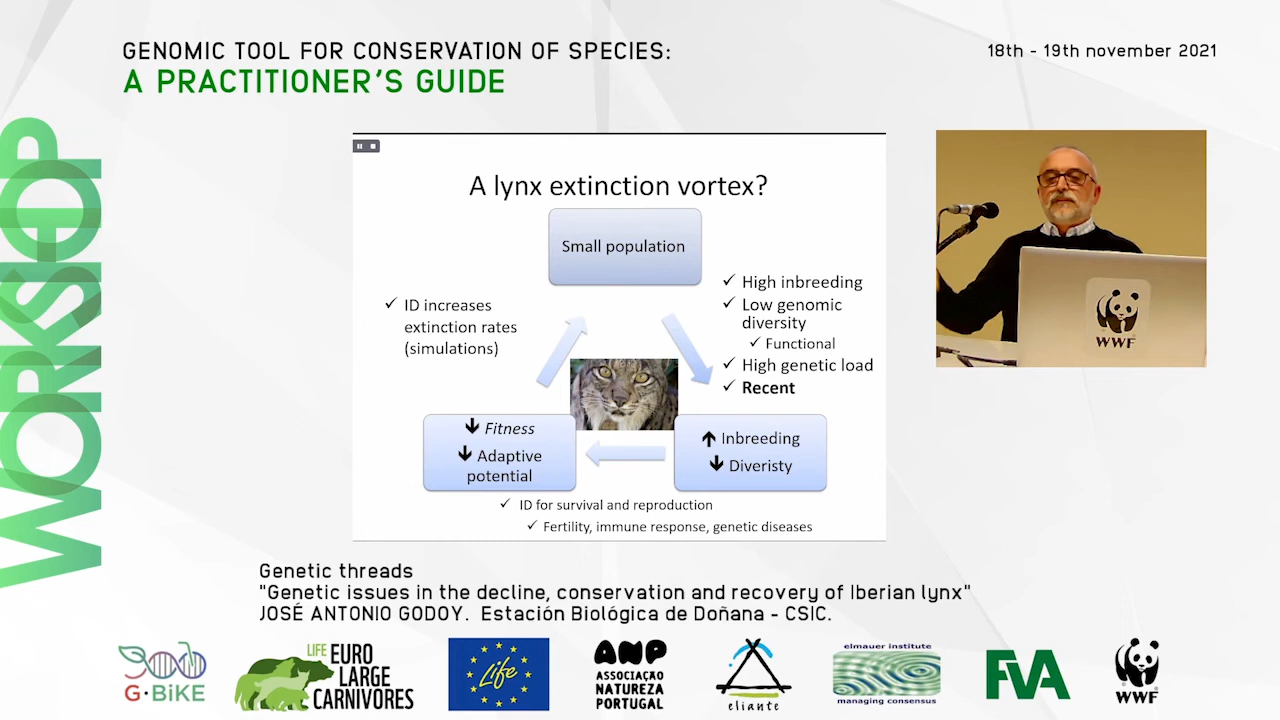 GENOMIC TOOL FOR CONSERVATION OF SPECIES:
A PRACTITIONER'S GUIDE
18th - 19th november 2021
WORKSHOP
A lynx extinction vortex?
Small population
✓ ID increases
extinction rates
(simulations)
✓ High inbreeding
✓ Low genomic
diversity
✓ Functional
✓ High genetic load
✓ Recent
↓ Fitness
↓ Adaptive
potential
↑ Inbreeding
↓ Diveristy
✓ ID for survival and reproduction
✓ Fertility, immune response, genetic diseases
WWF
Genetic threads
"Genetic issues in the decline, conservation and recovery of Iberian lynx"
JOSÉ ANTONIO GODOY. Estación Biológica de Doñana - CSIC.
G·BiKE
LIFE EURO
LARGE
CARNIVORES
Life
ANP
ASSOCIAÇÃO
NATUREZA
PORTUGAL
eliante
elmauer institute
managing consensus
FVA
WWF